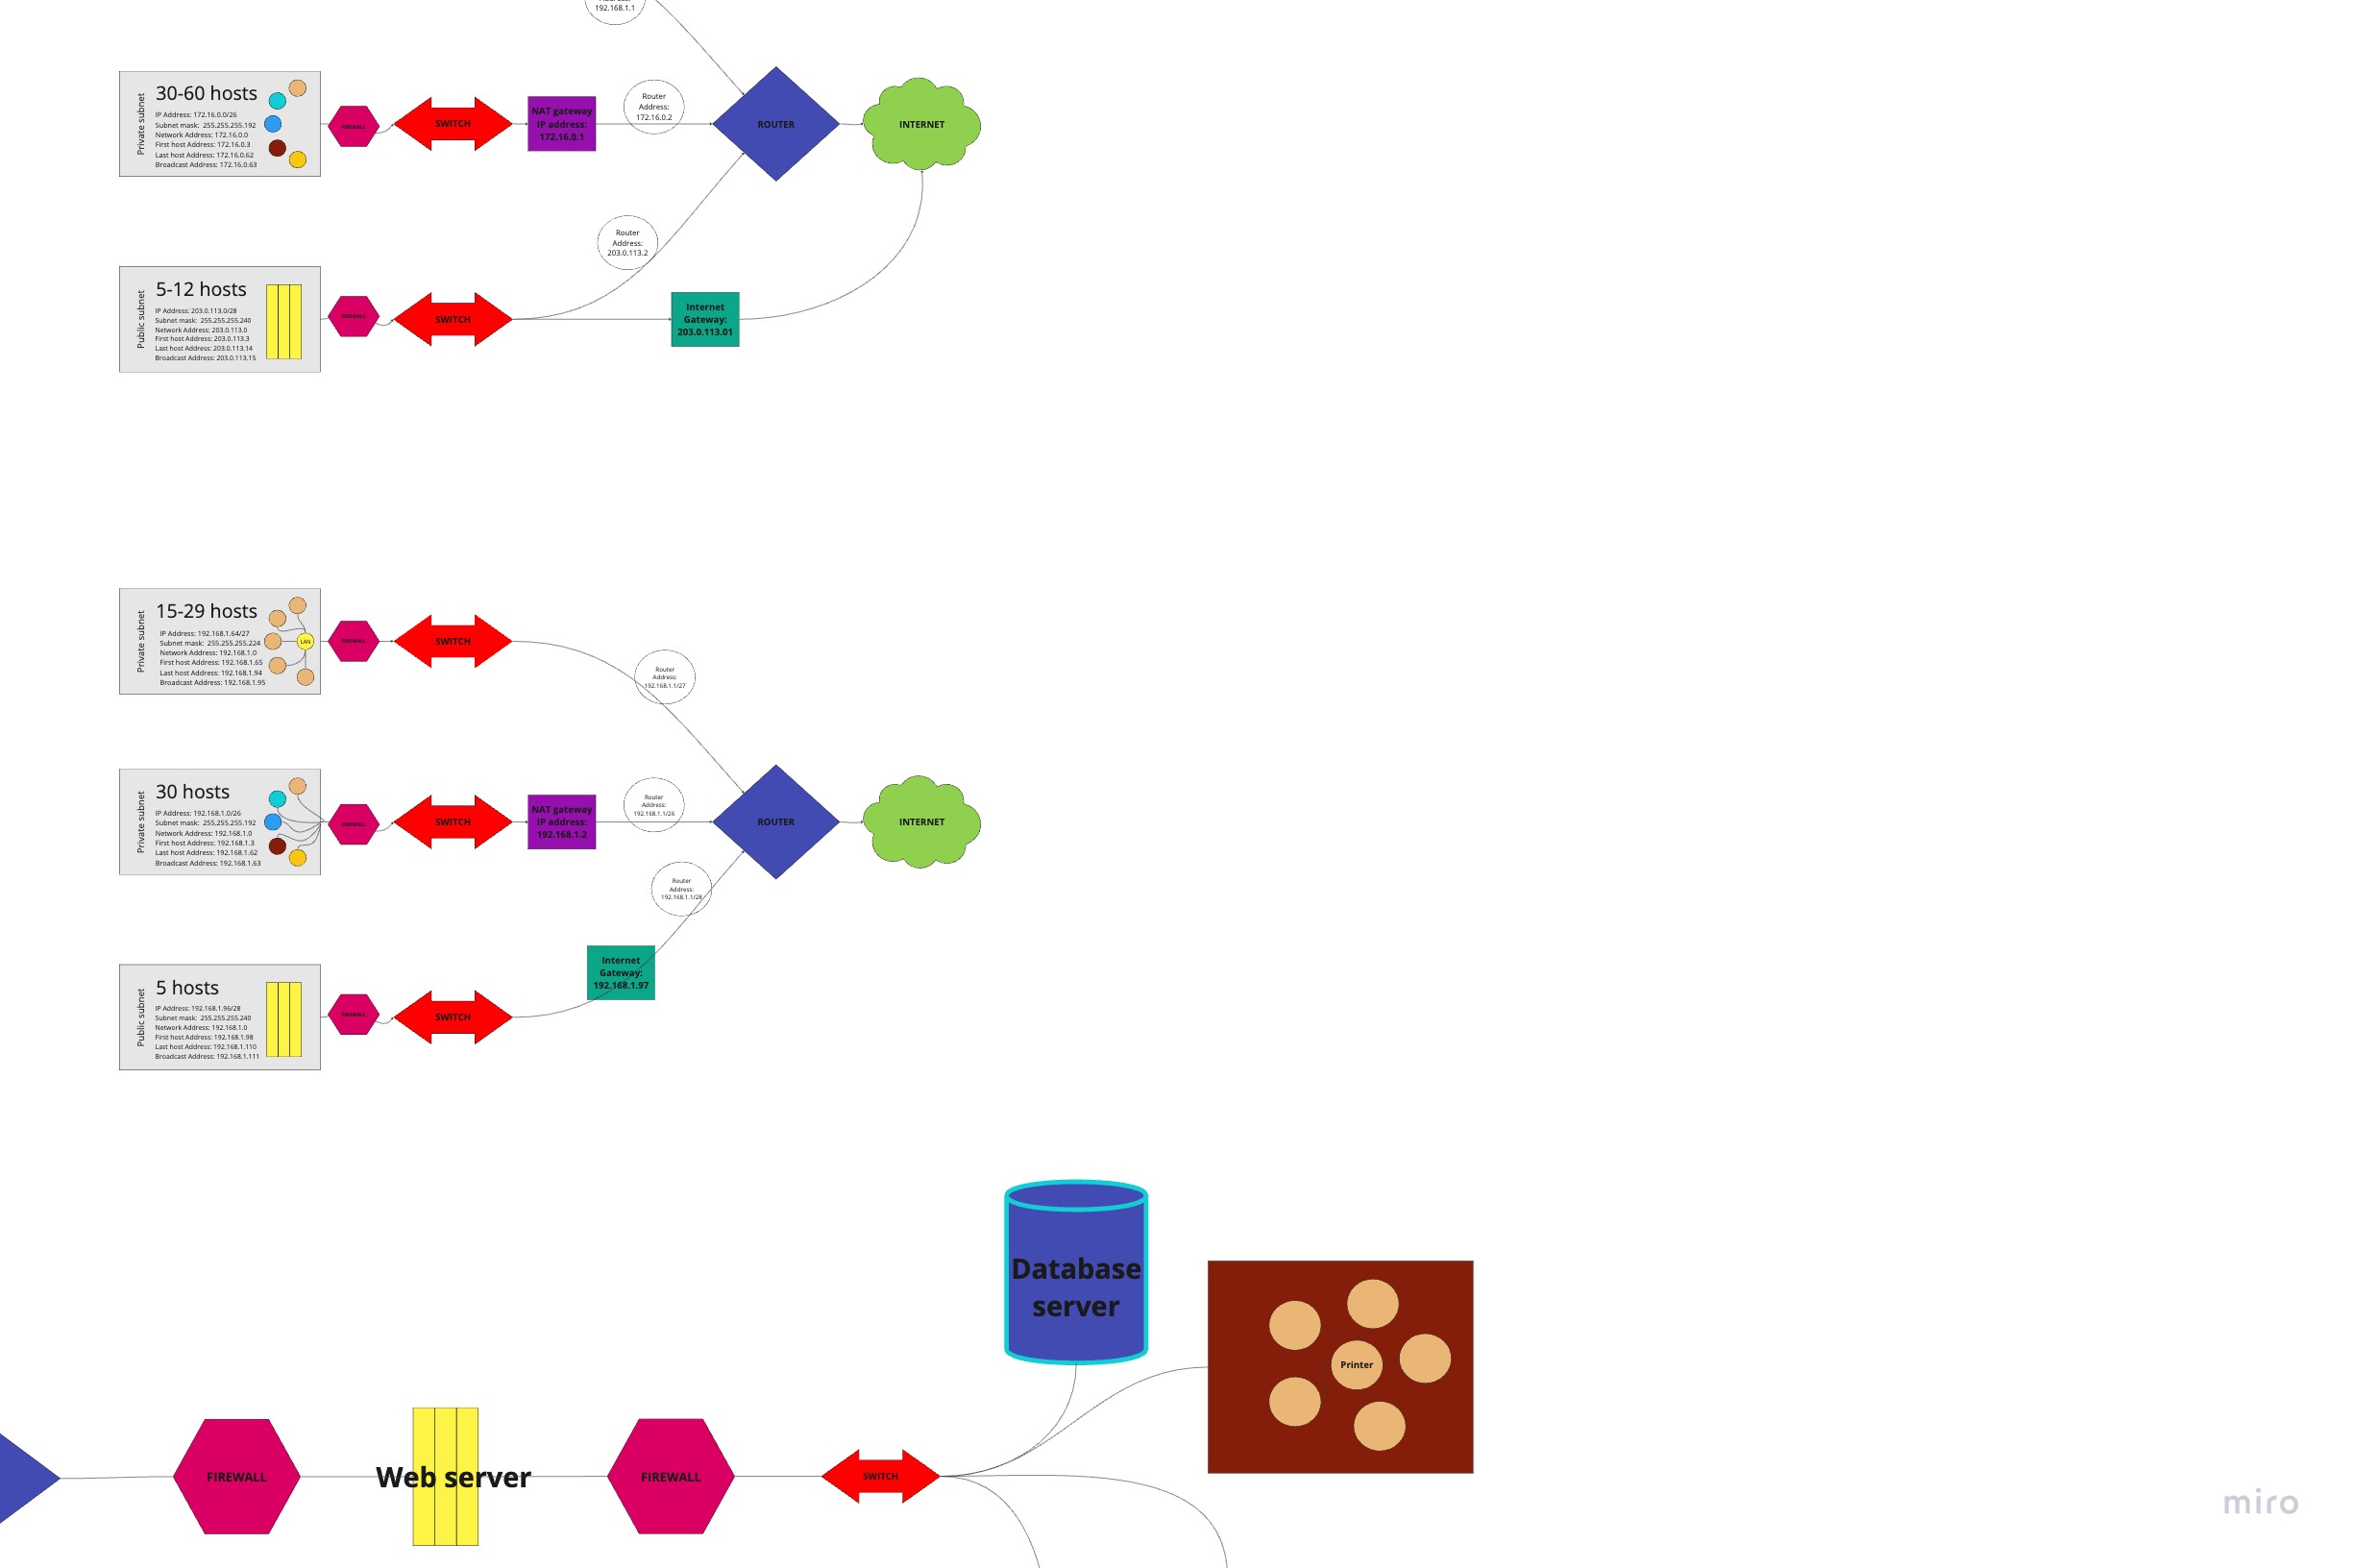 Address:
192.168.1.1
Private subnet
30-60 hosts
IP Address: 172.16.0.0/26
Subnet mask:  255.255.255.192
Network Address: 172.16.0.0
First host Address: 172.16.0.3
Last host Address: 172.16.0.62
Broadcast Address: 172.16.0.63
FIREWALL
SWITCH
NAT gateway
IP address:
172.16.0.1
Router
Address:
172.16.0.2
ROUTER
INTERNET
Router
Address:
203.0.113.2
Public subnet
5-12 hosts
IP Address: 203.0.113.0/28
Subnet mask:  255.255.255.240
Network Address: 203.0.113.0
First host Address: 203.0.113.3
Last host Address: 203.0.113.14
Broadcast Address: 203.0.113.15
FIREWALL
SWITCH
Internet
Gateway:
203.0.113.01
Private subnet
15-29 hosts
IP Address: 192.168.1.64/27
Subnet mask:  255.255.255.224
Network Address: 192.168.1.0
First host Address: 192.168.1.65
Last host Address: 192.168.1.94
Broadcast Address: 192.168.1.95
LAN
FIREWALL
SWITCH
Router
Address:
192.168.1.1/27
Private subnet
30 hosts
IP Address: 192.168.1.0/26
Subnet mask:  255.255.255.192
Network Address: 192.168.1.0
First host Address: 192.168.1.3
Last host Address: 192.168.1.62
Broadcast Address: 192.168.1.63
FIREWALL
SWITCH
NAT gateway
IP address:
192.168.1.2
Router
Address:
192.168.1.1/26
ROUTER
INTERNET
Router
Address:
192.168.1.1/28
Internet
Gateway:
192.168.1.97
Public subnet
5 hosts
IP Address: 192.168.1.96/28
Subnet mask:  255.255.255.240
Network Address: 192.168.1.0
First host Address: 192.168.1.98
Last host Address: 192.168.1.110
Broadcast Address: 192.168.1.111
FIREWALL
SWITCH
Database
server
Printer
FIREWALL
Web server
FIREWALL
SWITCH
miro